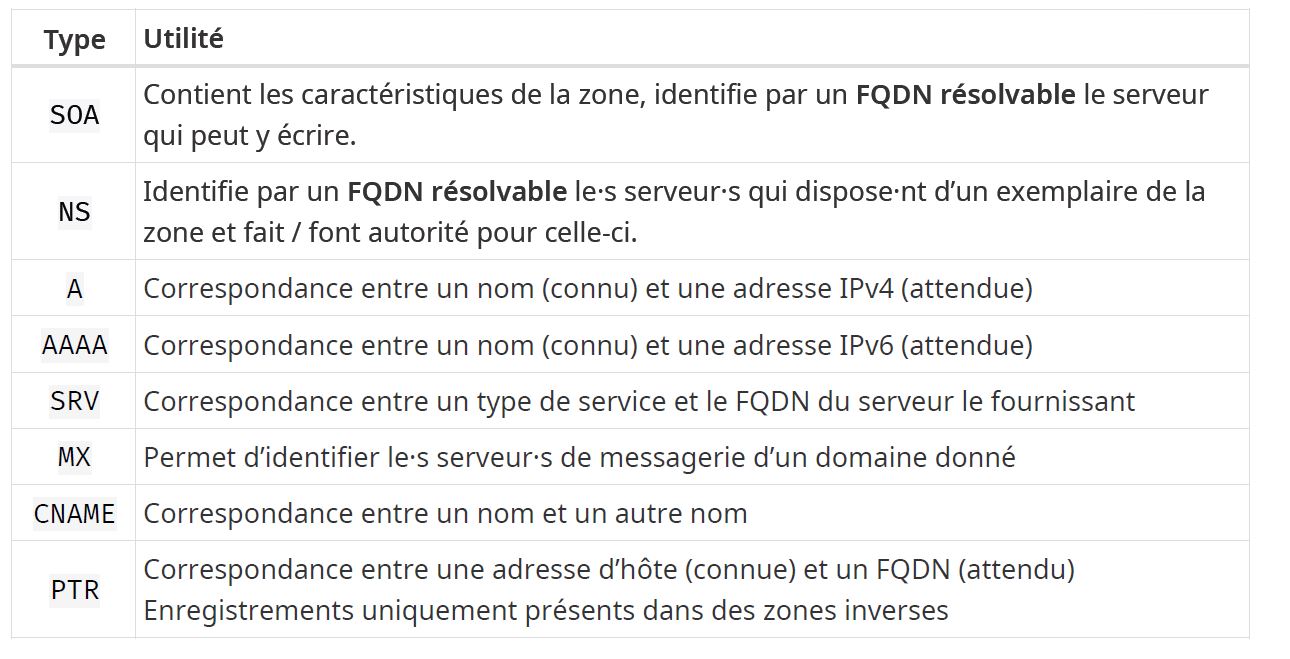 Type Utilité
SOA Contient les caractéristiques de la zone, identifie par un FQDN résolvable le serveur
qui peut y écrire.
NS Identifie par un FQDN résolvable le·s serveur·s qui dispose·nt d’un exemplaire de la
zone et fait / font autorité pour celle-ci.
A Correspondance entre un nom (connu) et une adresse IPv4 (attendue)
AAAA Correspondance entre un nom (connu) et une adresse IPv6 (attendue)
SRV Correspondance entre un type de service et le FQDN du serveur le fournissant
MX Permet d’identifier le·s serveur·s de messagerie d’un domaine donné
CNAME Correspondance entre un nom et un autre nom
PTR Correspondance entre une adresse d’hôte (connue) et un FQDN (attendu)
Enregistrements uniquement présents dans des zones inverses